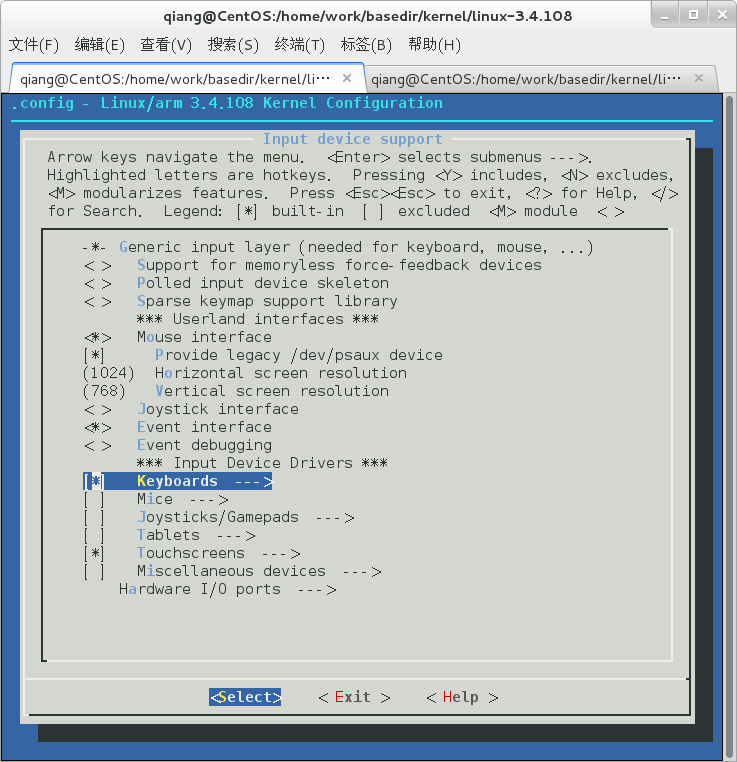 qiang@CentOS:/home/work/basedir/kernel/linux-3.4.108
文件(F) 编辑(E) 查看(V) 搜索(S) 终端(T) 标签(B) 帮助(H)
qiang@CentOS:/home/work/basedir/kernel/li··· × qiang@CentOS:/home/work/basedir/kernel/li··· ×
.config - Linux/arm 3.4.108 Kernel Configuration
Input device support
Arrow keys navigate the menu. <Enter> selects submenus --->.
Highlighted letters are hotkeys. Pressing <Y> includes, <N> excludes,
<M> modularizes features. Press <Esc><Esc> to exit, <?> for Help, </>
for Search. Legend: [*] built-in [ ] excluded <M> module < >
-*- Generic input layer (needed for keyboard, mouse, ...)
< > Support for memoryless force-feedback devices
< > Polled input device skeleton
< > Sparse keymap support library
*** Userland interfaces ***
<*> Mouse interface
[*] Provide legacy /dev/psaux device
(1024) Horizontal screen resolution
(768) Vertical screen resolution
< > Joystick interface
<*> Event interface
< > Event debugging
*** Input Device Drivers ***
[*] Keyboards --->
[ ] Mice --->
[ ] Joysticks/Gamepads --->
[ ] Tablets --->
[*] Touchscreens --->
[ ] Miscellaneous devices --->
Hardware I/O ports --->
<Select> < Exit > < Help >